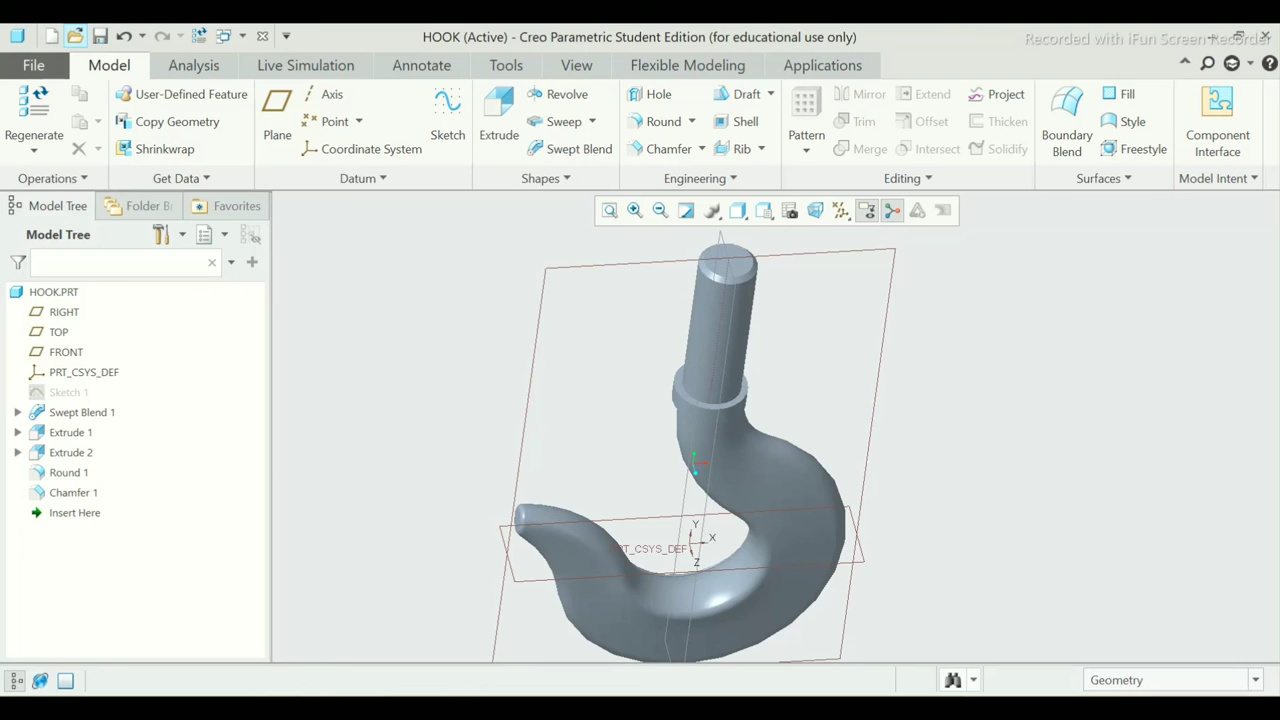 HOOK (Active) - Creo Parametric Student Edition (for educational use only)
Recorded with iFun Screen Recorder
File Model Analysis Live Simulation Annotate Tools View Flexible Modeling Applications
Regenerate
User-Defined Feature
Copy Geometry
Shrinkwrap
Plane
Axis
Point
Coordinate System
Sketch
Extrude
Revolve
Sweep
Swept Blend
Hole
Round
Chamfer
Draft
Shell
Rib
Pattern
Mirror
Trim
Merge
Extend
Offset
Intersect
Project
Thicken
Solidify
Boundary
Blend
Fill
Style
Freestyle
Component
Interface
Operations Get Data Datum Shapes Engineering Editing Surfaces Model Intent
Model Tree Folder B Favorites
Model Tree
HOOK.PRT
RIGHT
TOP
FRONT
PRT_CSYS_DEF
Sketch 1
Swept Blend 1
Extrude 1
Extrude 2
Round 1
Chamfer 1
Insert Here
Y
X
PRT_CSYS_DEF
Z
Geometry